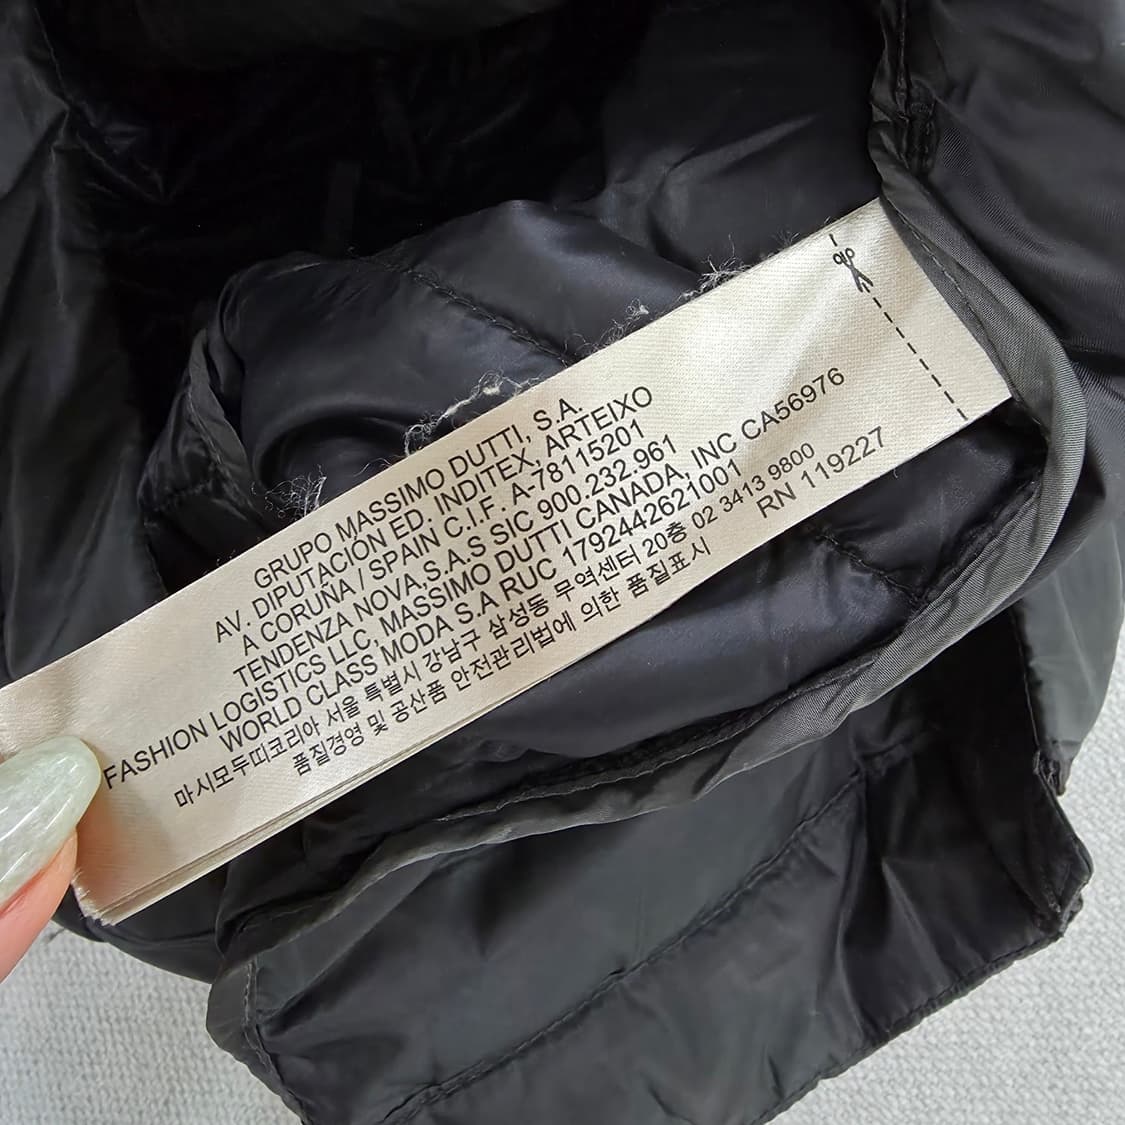 GRUPO MASSIMO DUTTI, S.A.
AV. DIPUTACIÓN ED. INDITEX, ARTEIXO
A CORUÑA / SPAIN C.I.F. A-78115201
TENDENZA NOVA,S.A.S SIC 900.232.961
FASHION LOGISTICS LLC, MASSIMO DUTTI CANADA, INC CA56976
WORLD CLASS MODA S.A RUC 1792442621001
RN 119227
마시모두띠코리아 서울 특별시 강남구 삼성동 무역센터 20층 02 3413 9800
품질경영 및 공산품 안전관리법에 의한 품질표시